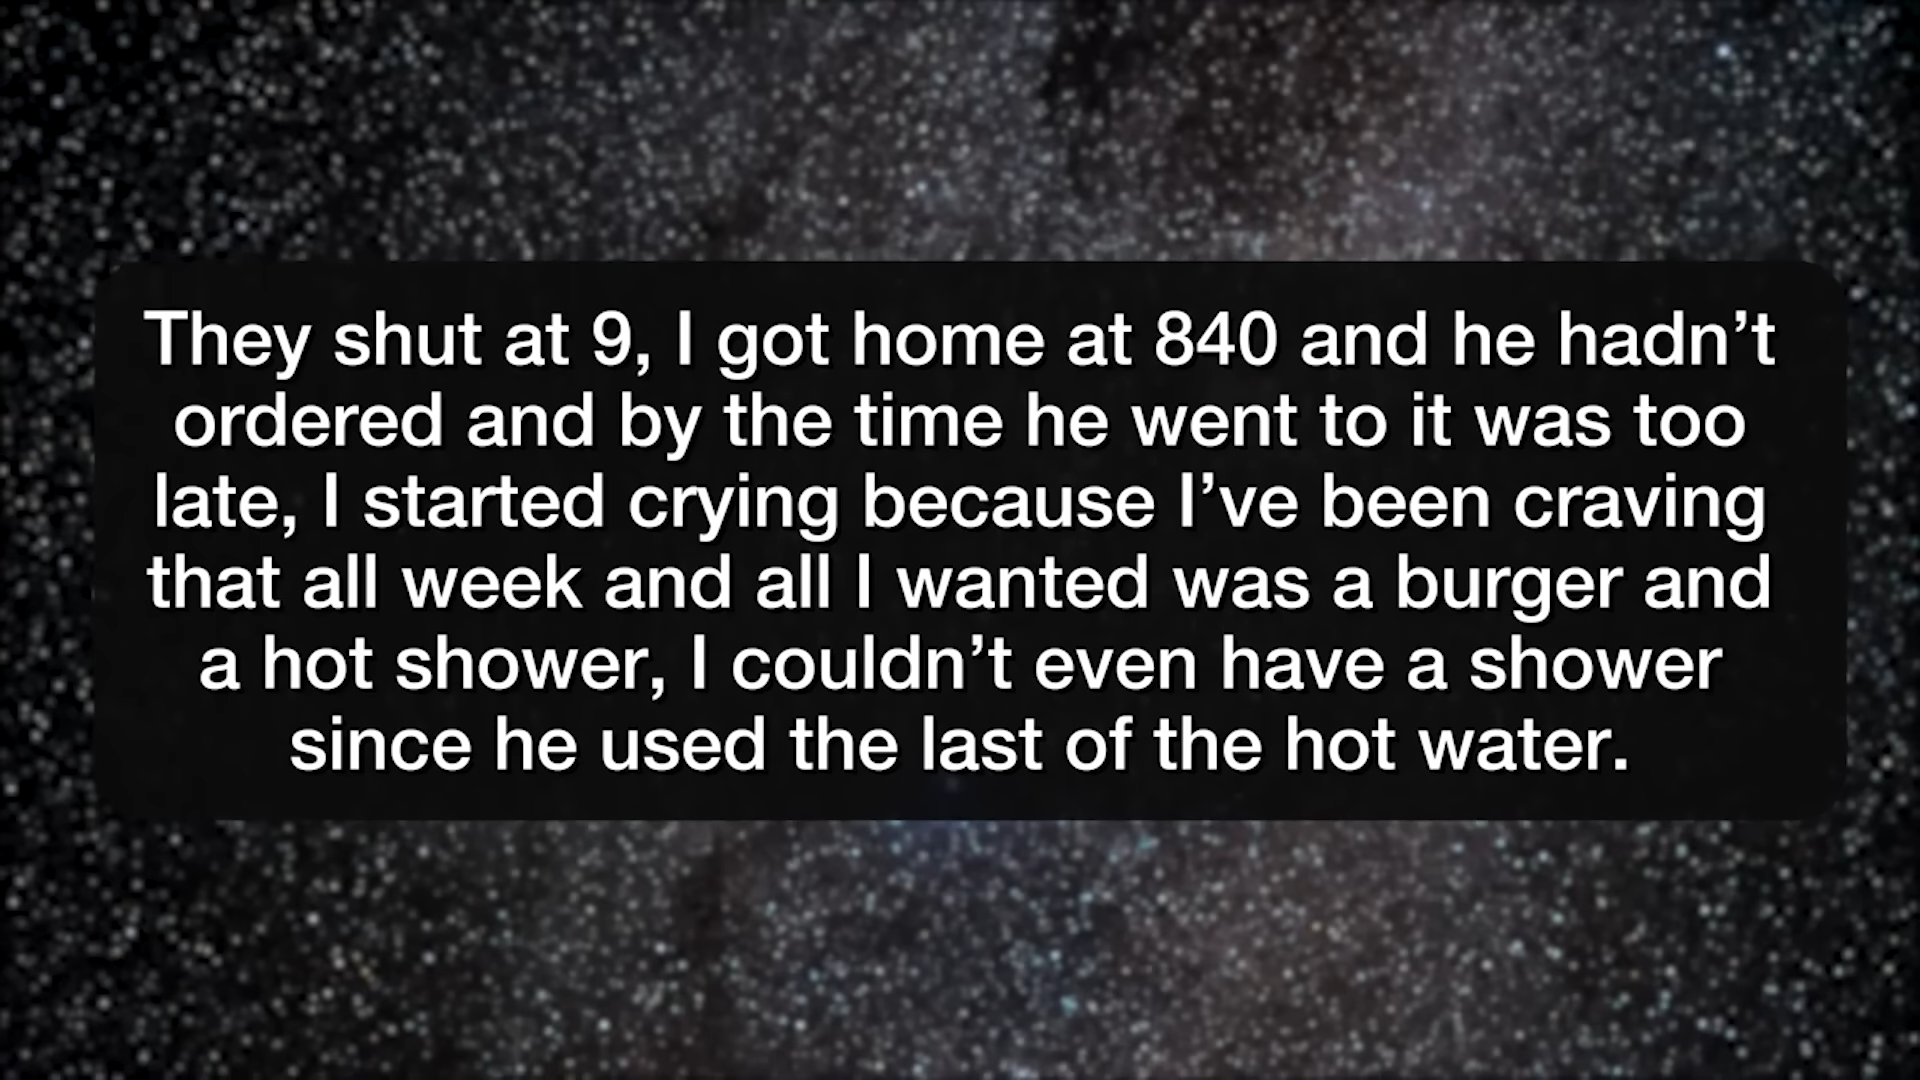 They shut at 9, I got home at 840 and he hadn’t
ordered and by the time he went to it was too
late, I started crying because I’ve been craving
that all week and all I wanted was a burger and
a hot shower, I couldn’t even have a shower
since he used the last of the hot water.